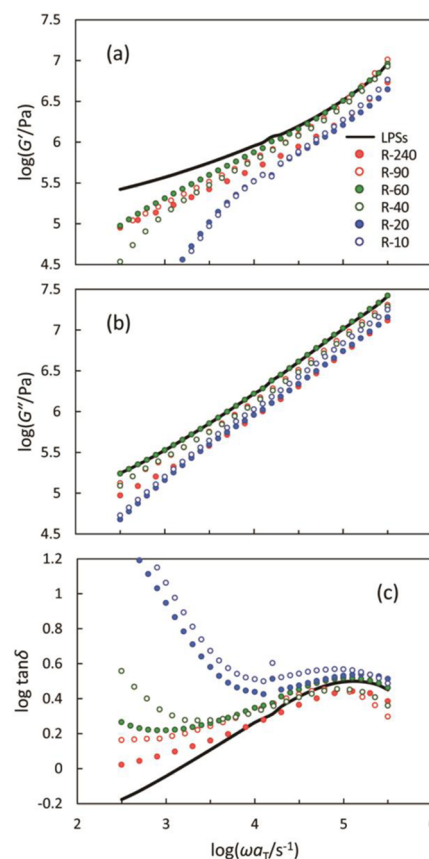 7.5
(a)
7
6.5
log(G′/Pa)
6
LPSs
R-240
5.5
R-90
R-60
5
R-40
R-20
4.5
R-10
7.5
(b)
7
6.5
log(G″/Pa)
6
5.5
5
4.5
1.2
(c)
1
0.8
log tanδ
0.6
0.4
0.2
0
-0.2
2 3 4 5 6
log(ωaT/s⁻¹)